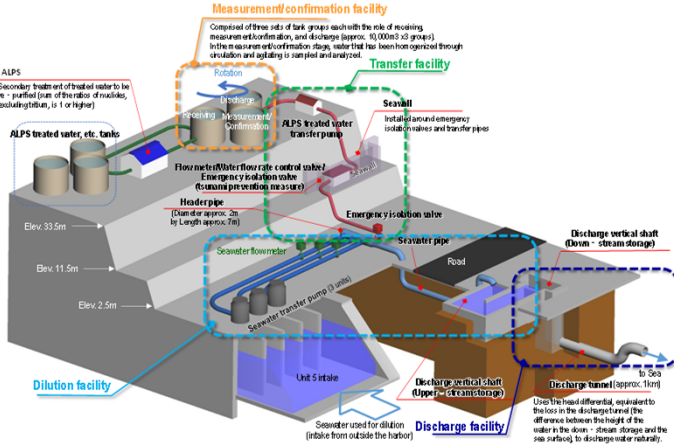 Measurement/confirmation facility
Comprised of three sets of tank groups each with the role of receiving,
measurement/confirmation, and discharge (approx. 10,000m3 x3 groups).
In the measurement/confirmation stage, water that has been homogenized through
circulation and agitating is sampled and analyzed.
Transfer facility
ALPS
Secondary treatment of treated water to be
re・purified (sum of the ratios of nuclides,
excluding tritium, is 1 or higher)
Rotation
Discharge
Receiving
Measurement/
Confirmation
ALPS treated water, etc. tanks
ALPS treated water
transfer pump
Seawall
Installed around emergency
isolation valves and transfer pipes
Flow meter/Water flow rate control valve/
Emergency isolation valve
(tsunami prevention measure)
Seawall
Header pipe
(Diameter approx. 2m
by Length approx. 7m)
Emergency isolation valve
Elev. 33.5m
Elev. 11.5m
Elev. 2.5m
Seawater flow meter
Seawater pipe
Road
Discharge vertical shaft
(Down・stream storage)
Seawater transfer pump (3 units)
Unit 5 intake
Dilution facility
Discharge vertical shaft
(Upper・stream storage)
to Sea
Discharge tunnel (approx. 1km)
Seawater used for dilution
(intake from outside the harbor)
Discharge facility
Uses the head differential, equivalent to
the loss in the discharge tunnel (the
difference between the height of the
water in the down・stream storage and the
sea surface), to discharge water naturally.